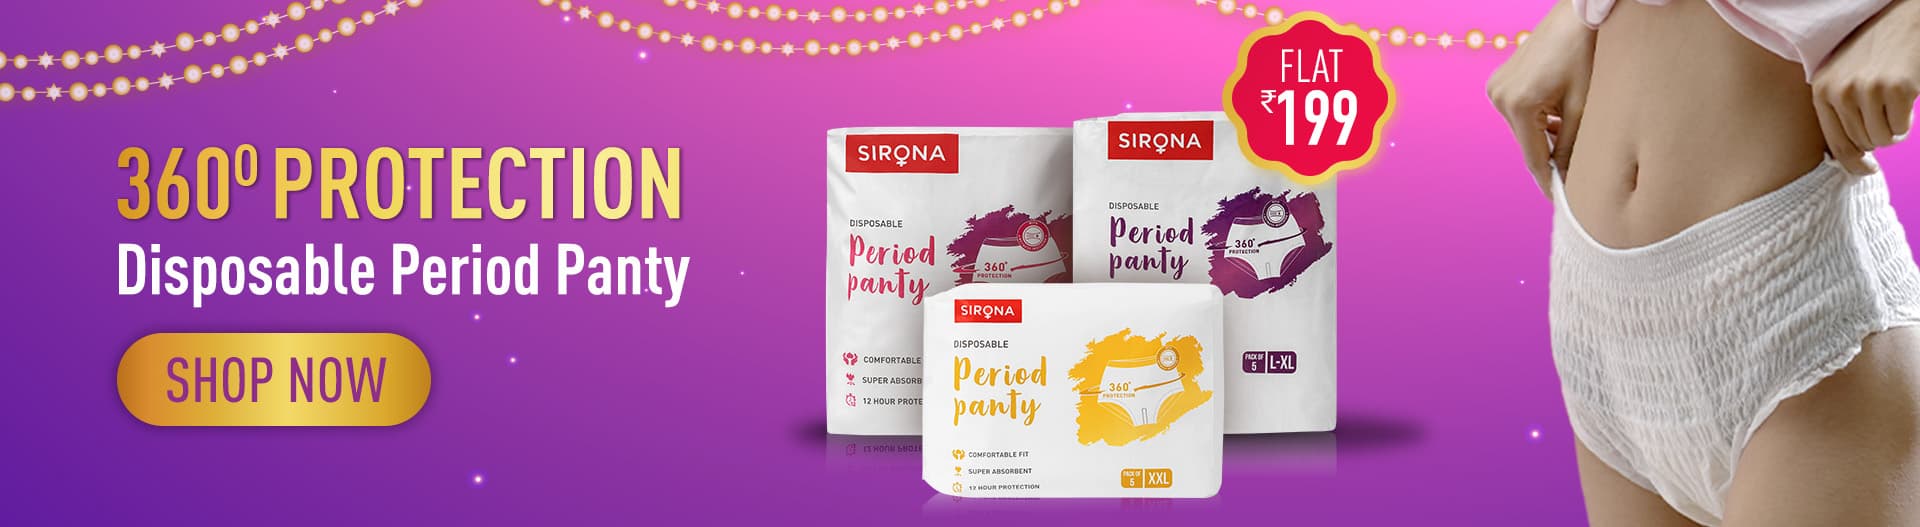 360⁰ PROTECTION
Disposable Period Panty
SHOP NOW
SIRONA
DISPOSABLE
Period
panty
360°
PROTECTION
COMFORTABLE
SUPER ABSORB
12 HOUR PROTE
SIRONA
DISPOSABLE
Period
panty
360°
PROTECTION
PACK OF
5
L-XL
SIRONA
DISPOSABLE
Period
panty
360°
PROTECTION
COMFORTABLE FIT
SUPER ABSORBENT
12 HOUR PROTECTION
PACK OF
5
XXL
FLAT
₹199